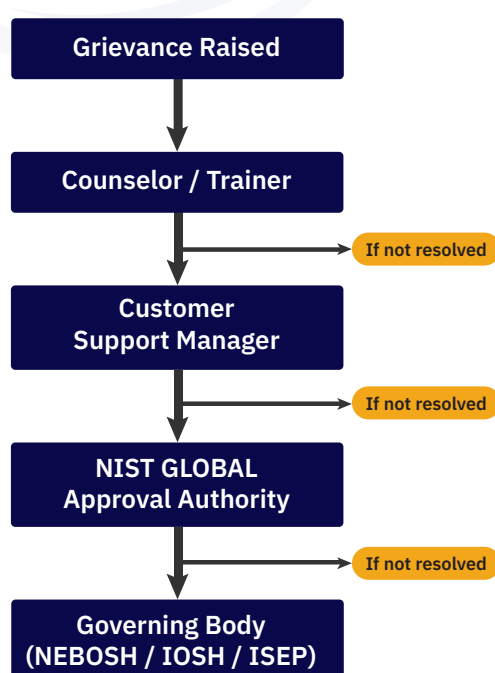 Grievance Raised
Counselor / Trainer
If not resolved
Customer
Support Manager
If not resolved
NIST GLOBAL
Approval Authority
If not resolved
Governing Body
(NEBOSH / IOSH / ISEP)